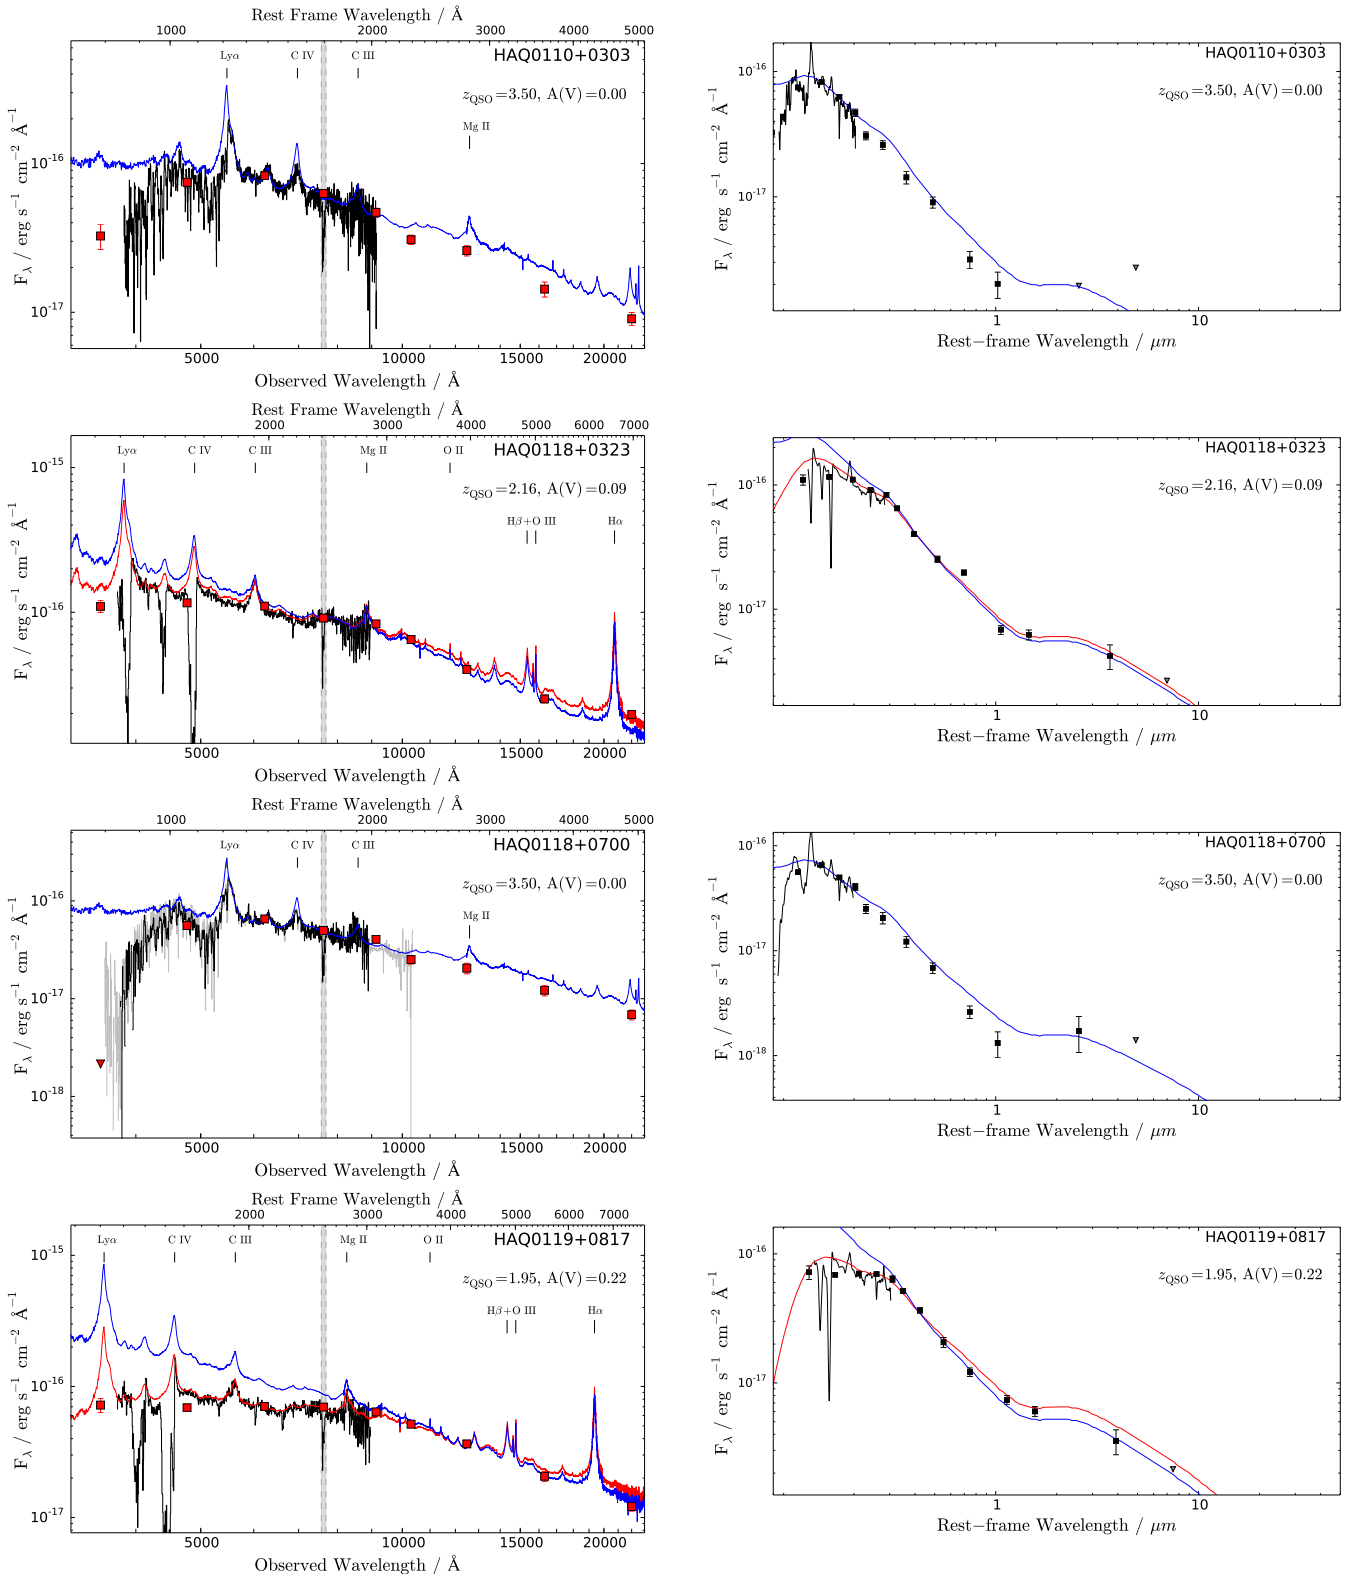 Rest Frame Wavelength / Å
1000 2000 3000 4000 5000
Lyα C IV C III HAQ0110+0303
z_QSO=3.50, A(V)=0.00
Mg II
10⁻¹⁶
10⁻¹⁷
F_λ / erg s⁻¹ cm⁻² Å⁻¹
5000 10000 15000 20000
Observed Wavelength / Å
HAQ0110+0303
z_QSO=3.50, A(V)=0.00
10⁻¹⁶
10⁻¹⁷
F_λ / erg s⁻¹ cm⁻² Å⁻¹
1 10
Rest−frame Wavelength / μm
Rest Frame Wavelength / Å
2000 3000 4000 5000 6000 7000
Lyα C IV C III Mg II O II HAQ0118+0323
z_QSO=2.16, A(V)=0.09
Hβ+O III Hα
10⁻¹⁵
10⁻¹⁶
F_λ / erg s⁻¹ cm⁻² Å⁻¹
5000 10000 15000 20000
Observed Wavelength / Å
HAQ0118+0323
z_QSO=2.16, A(V)=0.09
10⁻¹⁶
10⁻¹⁷
F_λ / erg s⁻¹ cm⁻² Å⁻¹
1 10
Rest−frame Wavelength / μm
Rest Frame Wavelength / Å
1000 2000 3000 4000 5000
Lyα C IV C III HAQ0118+0700
z_QSO=3.50, A(V)=0.00
Mg II
10⁻¹⁶
10⁻¹⁷
10⁻¹⁸
F_λ / erg s⁻¹ cm⁻² Å⁻¹
5000 10000 15000 20000
Observed Wavelength / Å
HAQ0118+0700
z_QSO=3.50, A(V)=0.00
10⁻¹⁶
10⁻¹⁷
10⁻¹⁸
F_λ / erg s⁻¹ cm⁻² Å⁻¹
1 10
Rest−frame Wavelength / μm
Rest Frame Wavelength / Å
2000 3000 4000 5000 6000 7000
Lyα C IV C III Mg II O II HAQ0119+0817
z_QSO=1.95, A(V)=0.22
Hβ+O III Hα
10⁻¹⁵
10⁻¹⁶
10⁻¹⁷
F_λ / erg s⁻¹ cm⁻² Å⁻¹
5000 10000 15000 20000
Observed Wavelength / Å
HAQ0119+0817
z_QSO=1.95, A(V)=0.22
10⁻¹⁶
10⁻¹⁷
F_λ / erg s⁻¹ cm⁻² Å⁻¹
1 10
Rest−frame Wavelength / μm